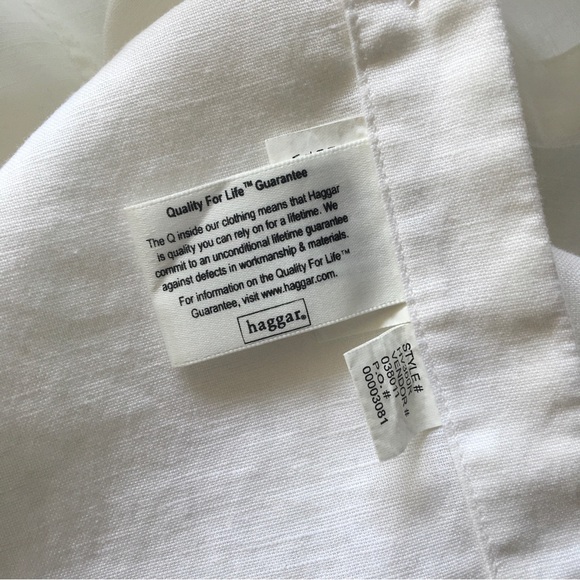 Quality For Life™ Guarantee
The Q inside our clothing means that Haggar
is quality you can rely on for a lifetime. We
commit to an unconditional lifetime guarantee
against defects in workmanship & materials.
For information on the Quality For Life™
Guarantee, visit www.haggar.com.
haggar®
STYLE #
VENDOR #
038011
P.O. #
00003081